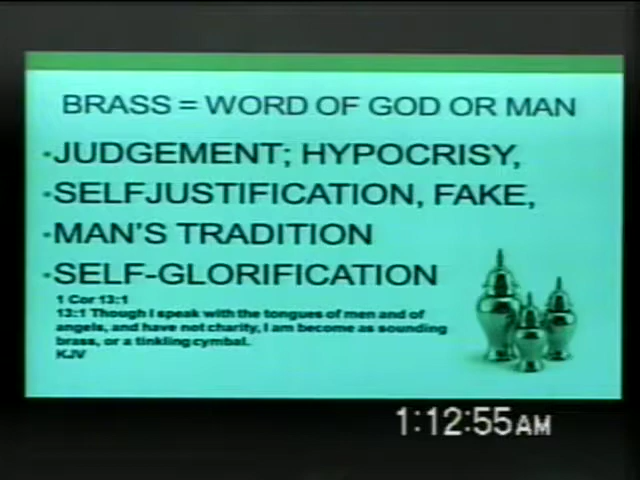 BRASS = WORD OF GOD OR MAN
•JUDGEMENT; HYPOCRISY,
•SELFJUSTIFICATION, FAKE,
•MAN'S TRADITION
•SELF-GLORIFICATION
1 Cor 13:1
13:1 Though I speak with the tongues of men and of
angels, and have not charity, I am become as sounding
brass, or a tinkling cymbal.
KJV
1:12:55AM